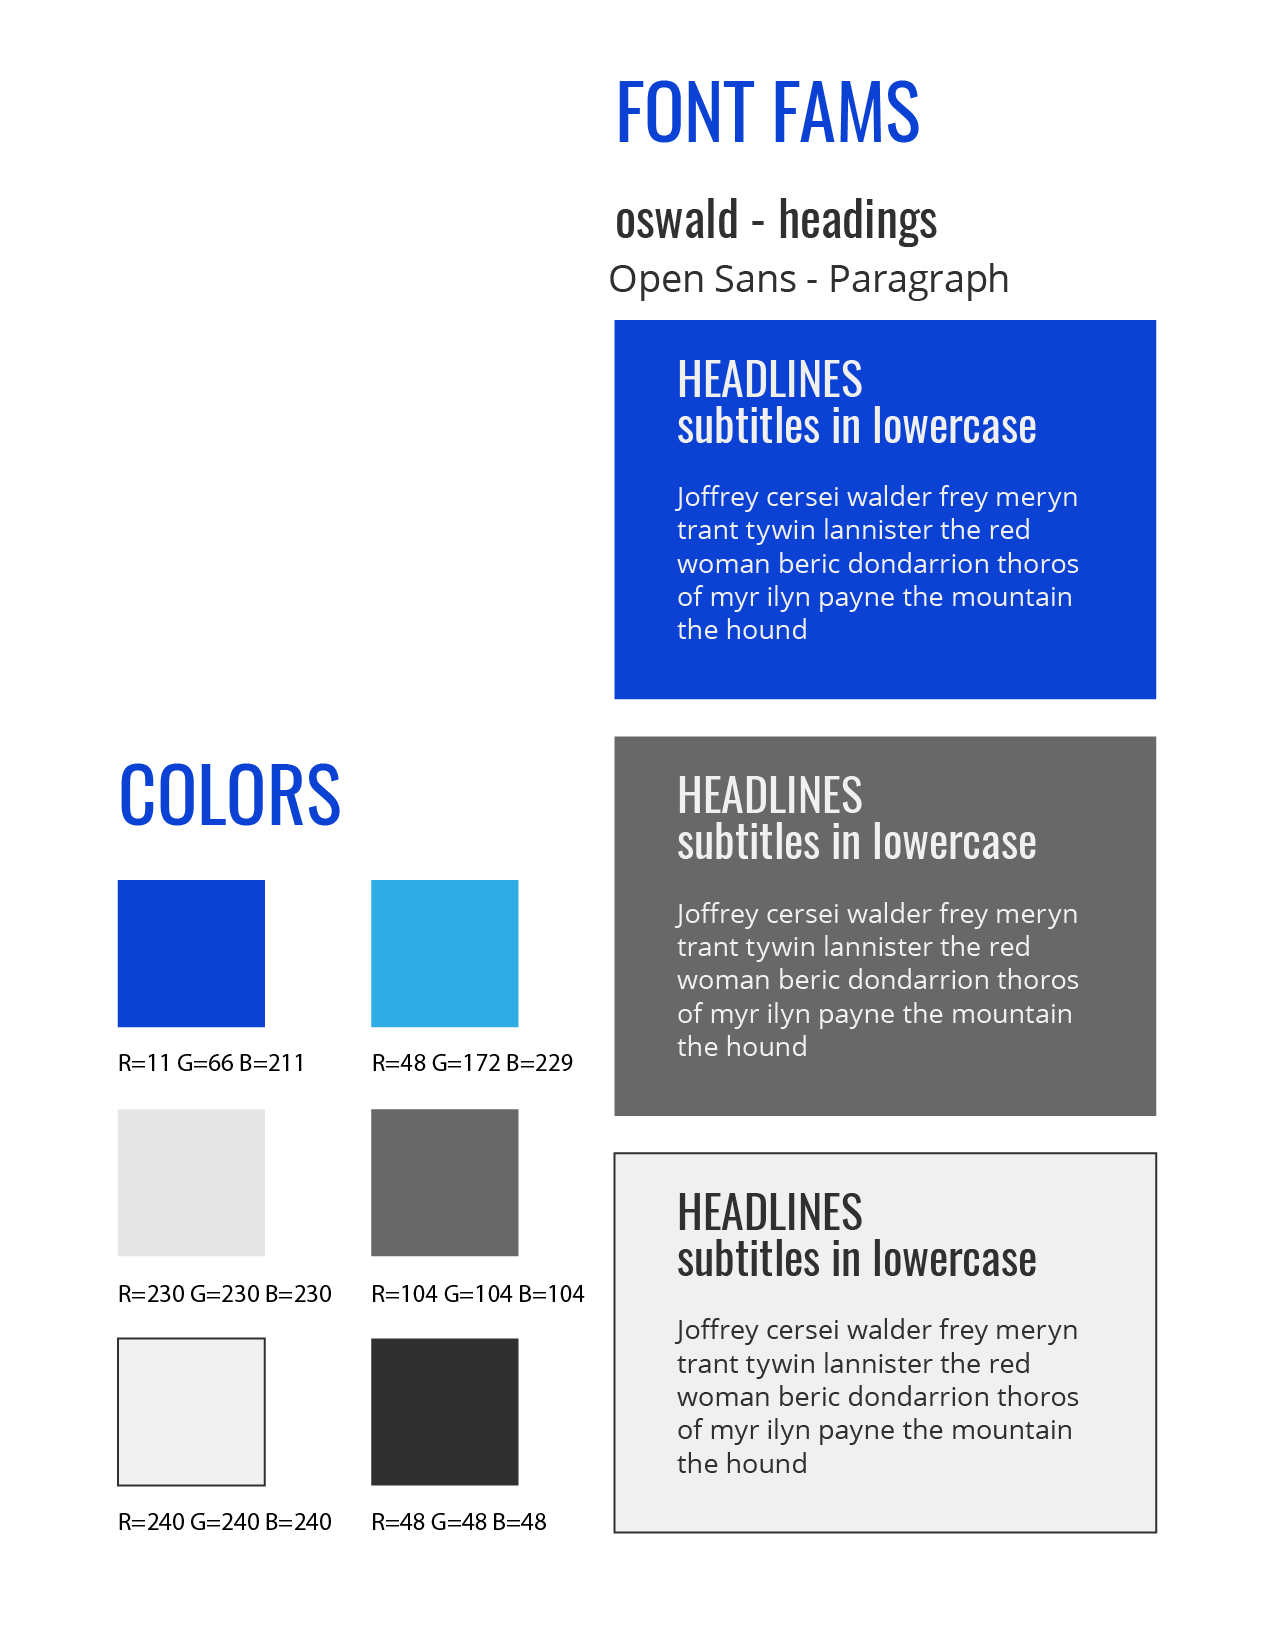 FONT FAMS
oswald - headings
Open Sans - Paragraph
HEADLINES
subtitles in lowercase
Joffrey cersei walder frey meryn
trant tywin lannister the red
woman beric dondarrion thoros
of myr ilyn payne the mountain
the hound
HEADLINES
subtitles in lowercase
Joffrey cersei walder frey meryn
trant tywin lannister the red
woman beric dondarrion thoros
of myr ilyn payne the mountain
the hound
HEADLINES
subtitles in lowercase
Joffrey cersei walder frey meryn
trant tywin lannister the red
woman beric dondarrion thoros
of myr ilyn payne the mountain
the hound
COLORS
R=11 G=66 B=211
R=48 G=172 B=229
R=230 G=230 B=230
R=104 G=104 B=104
R=240 G=240 B=240
R=48 G=48 B=48